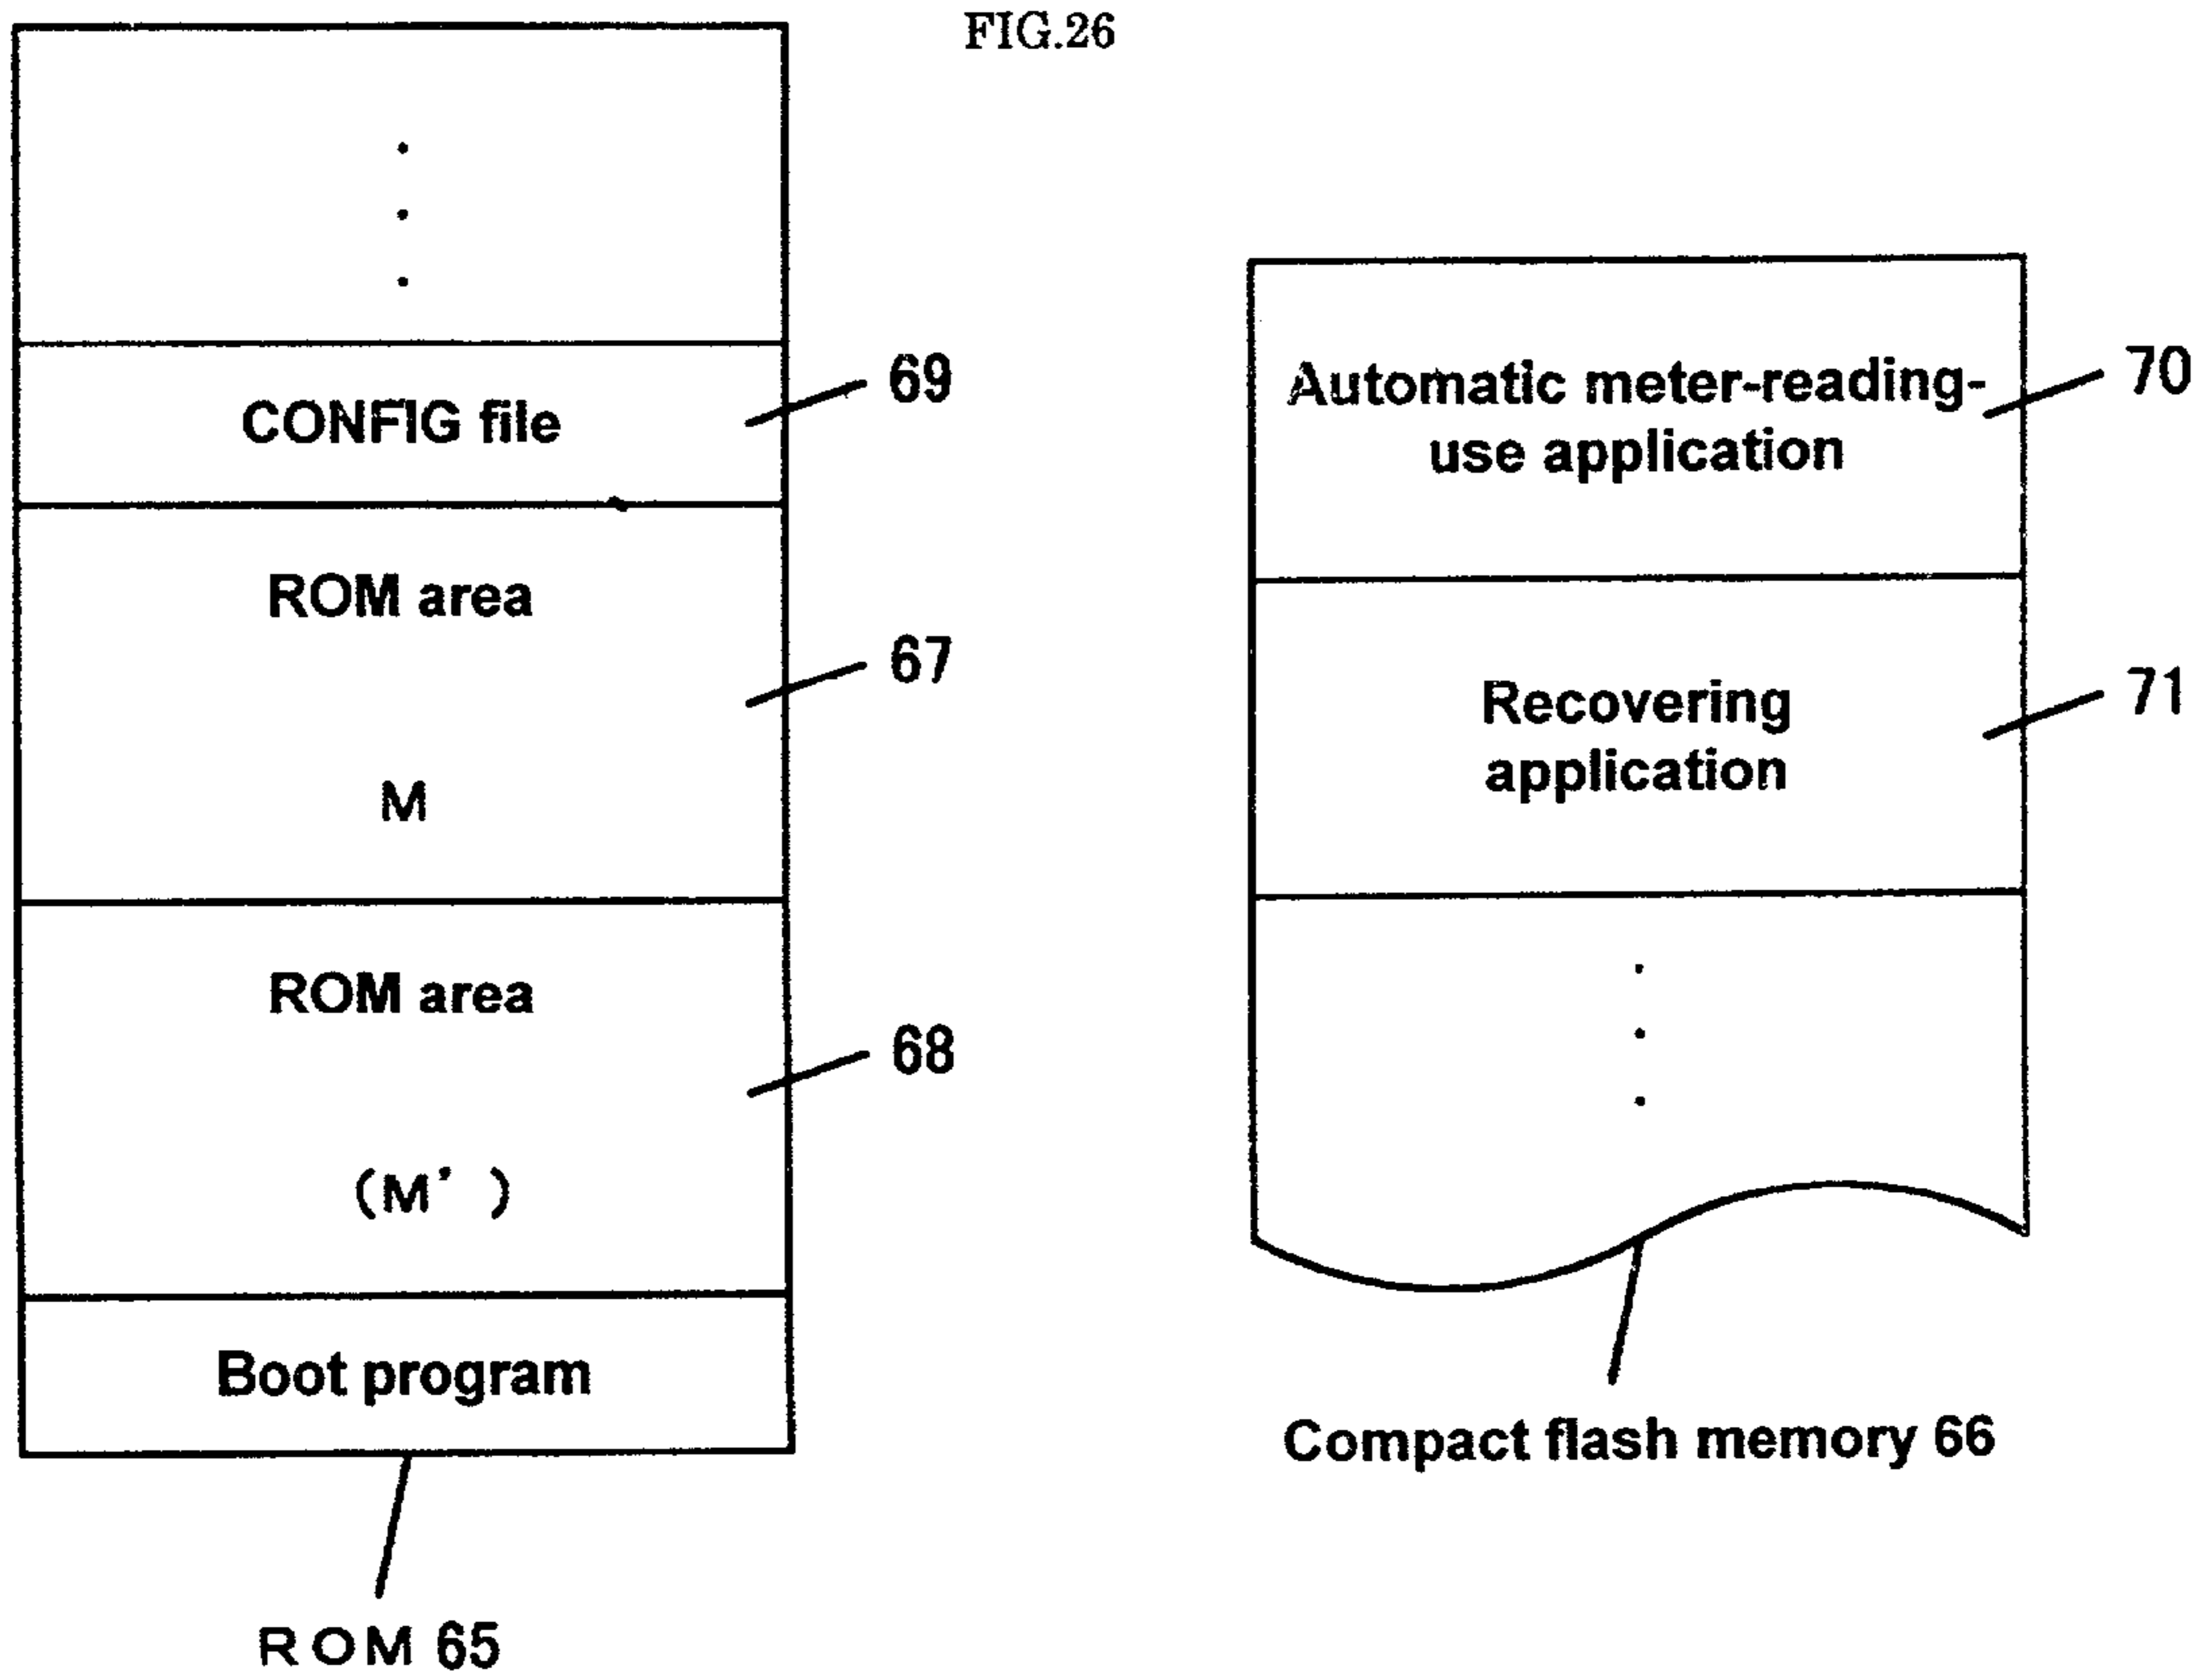 FIG.26
CONFIG file
69
ROM area
67
M
ROM area
68
(M’ )
Boot program
ROM 65
Automatic meter-reading-
use application
70
Recovering
application
71
Compact flash memory 66